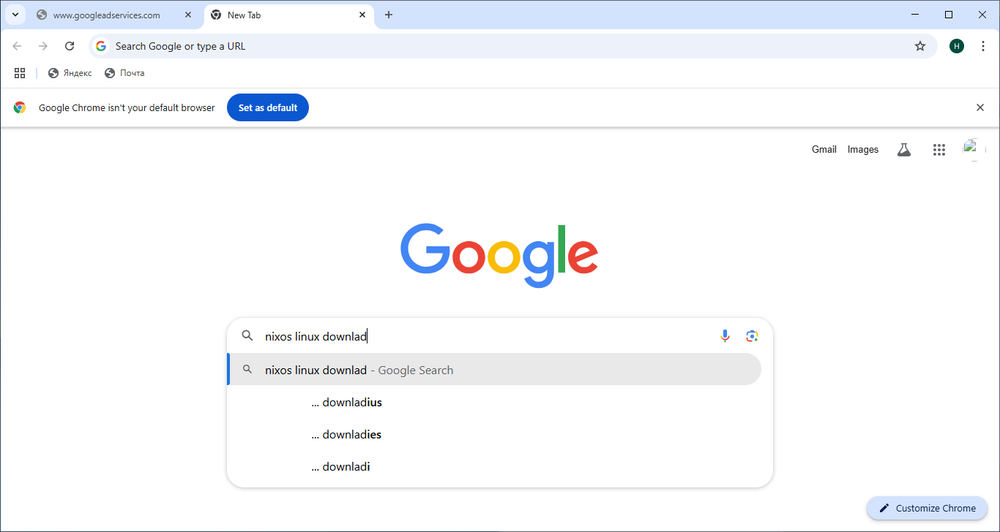 www.googleadservices.com
New Tab
Search Google or type a URL
H
Яндекс
Почта
Google Chrome isn't your default browser
Set as default
Gmail
Images
Google
nixos linux downlad
nixos linux downlad - Google Search
... downladius
... downladies
... downladi
Customize Chrome